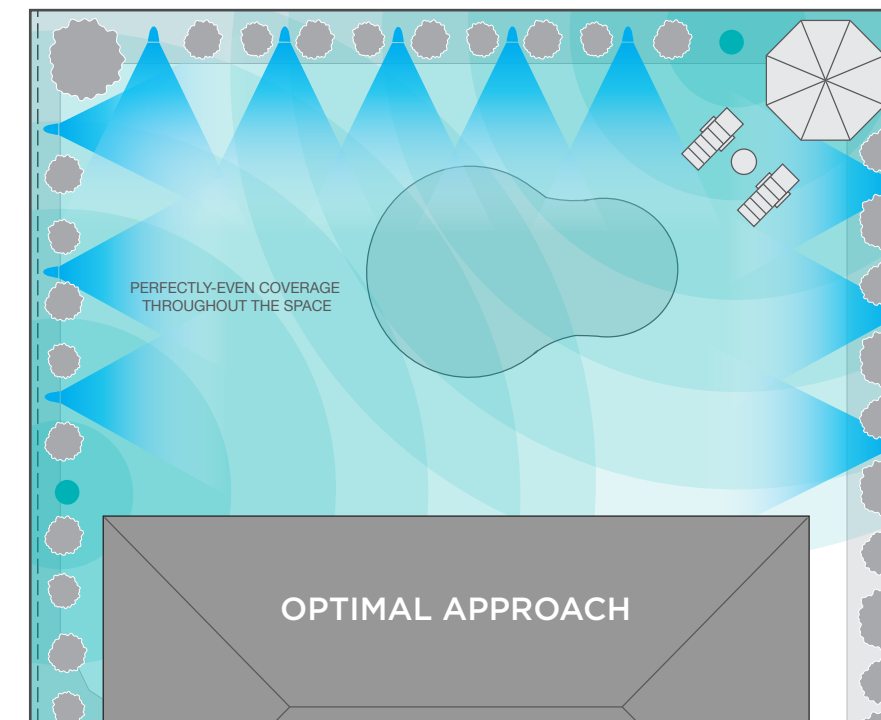 PERFECTLY-EVEN COVERAGE
THROUGHOUT THE SPACE
OPTIMAL APPROACH